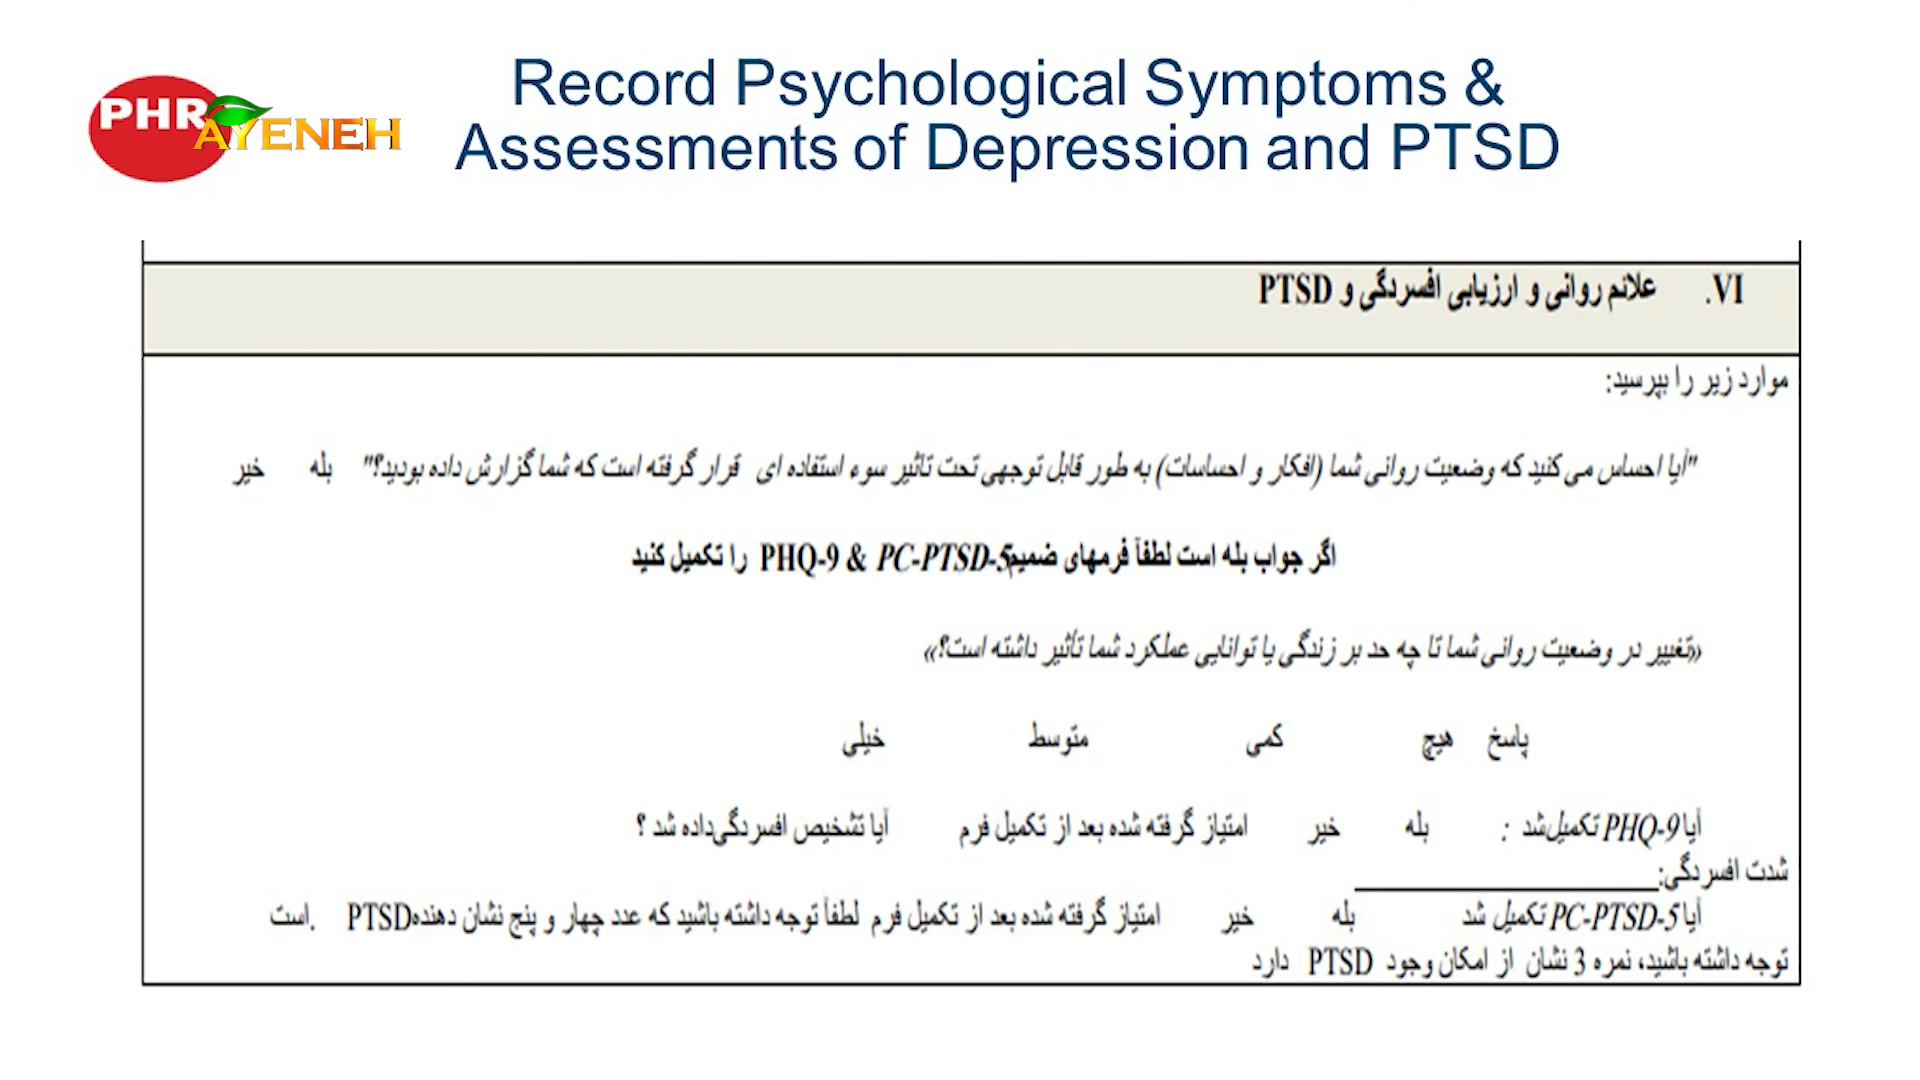 PHR
AYENEH
Record Psychological Symptoms &
Assessments of Depression and PTSD
VI. علائم روانی و ارزیابی افسردگی و PTSD
موارد زیر را بپرسید:
"آیا احساس می کنید که وضعیت روانی شما (افکار و احساسات) به طور قابل توجهی تحت تاثیر سوء استفاده ای قرار گرفته است که شما گزارش داده بودید؟" بله خیر
اگر جواب بله است لطفآ فرمهای ضمیمPHQ-9 & PC-PTSD-5 را تکمیل کنید
«تغییر در وضعیت روانی شما تا چه حد بر زندگی یا توانایی عملکرد شما تأثیر داشته است؟»
پاسخ هیچ کمی متوسط خیلی
آیا PHQ-9 تکمیل شد : بله خیر امتیاز گرفته شده بعد از تکمیل فرم آیا تشخیص افسردگی داده شد ؟
شدت افسردگی:
آیا PC-PTSD-5 تکمیل شد بله خیر امتیاز گرفته شده بعد از تکمیل فرم لطفآ توجه داشته باشید که عدد چهار و پنج نشان دهنده PTSD است.
توجه داشته باشید، نمره 3 نشان از امکان وجود PTSD دارد